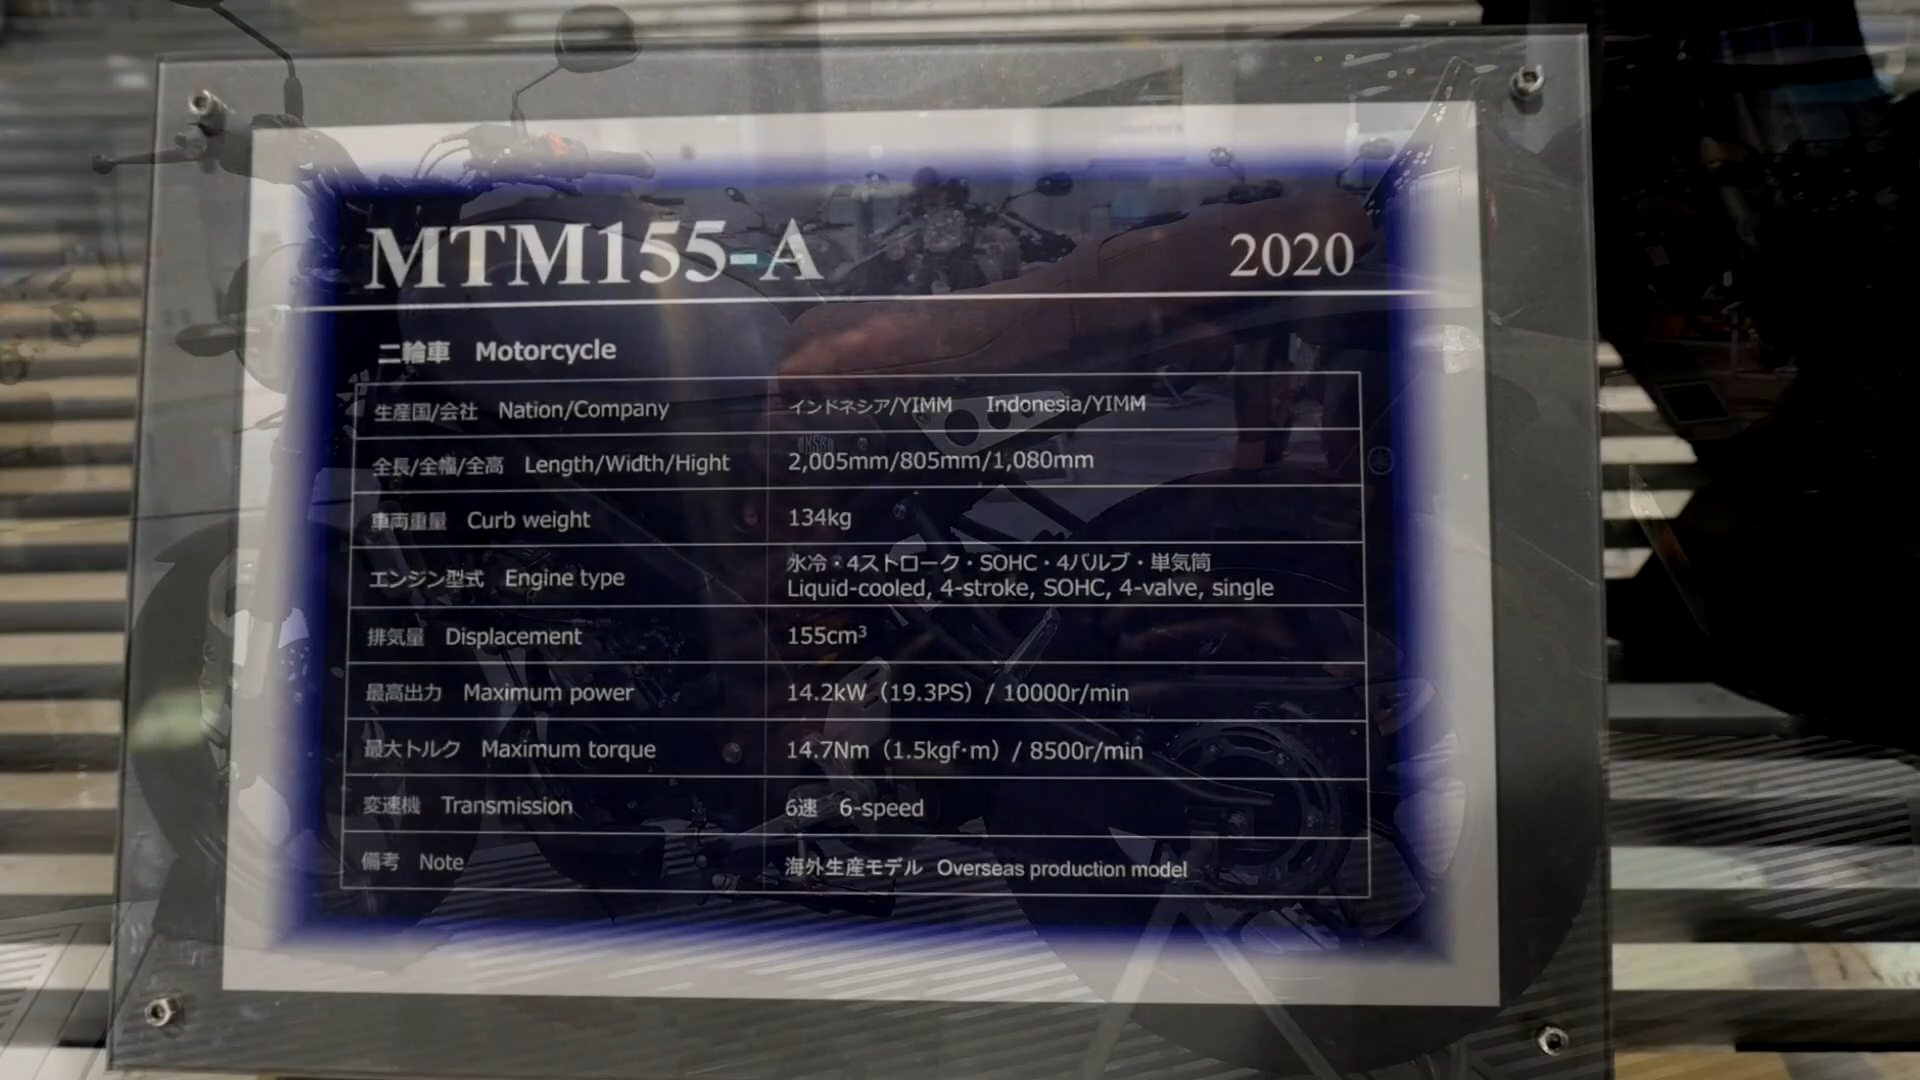 MTM155-A 2020
二輪車 Motorcycle
生産国/会社 Nation/Company インドネシア/YIMM Indonesia/YIMM
全長/全幅/全高 Length/Width/Hight 2,005mm/805mm/1,080mm
車両重量 Curb weight 134kg
エンジン型式 Engine type 水冷・4ストローク・SOHC・4バルブ・単気筒
Liquid-cooled, 4-stroke, SOHC, 4-valve, single
排気量 Displacement 155cm³
最高出力 Maximum power 14.2kW（19.3PS）/ 10000r/min
最大トルク Maximum torque 14.7Nm（1.5kgf·m）/ 8500r/min
変速機 Transmission 6速 6-speed
備考 Note 海外生産モデル Overseas production model